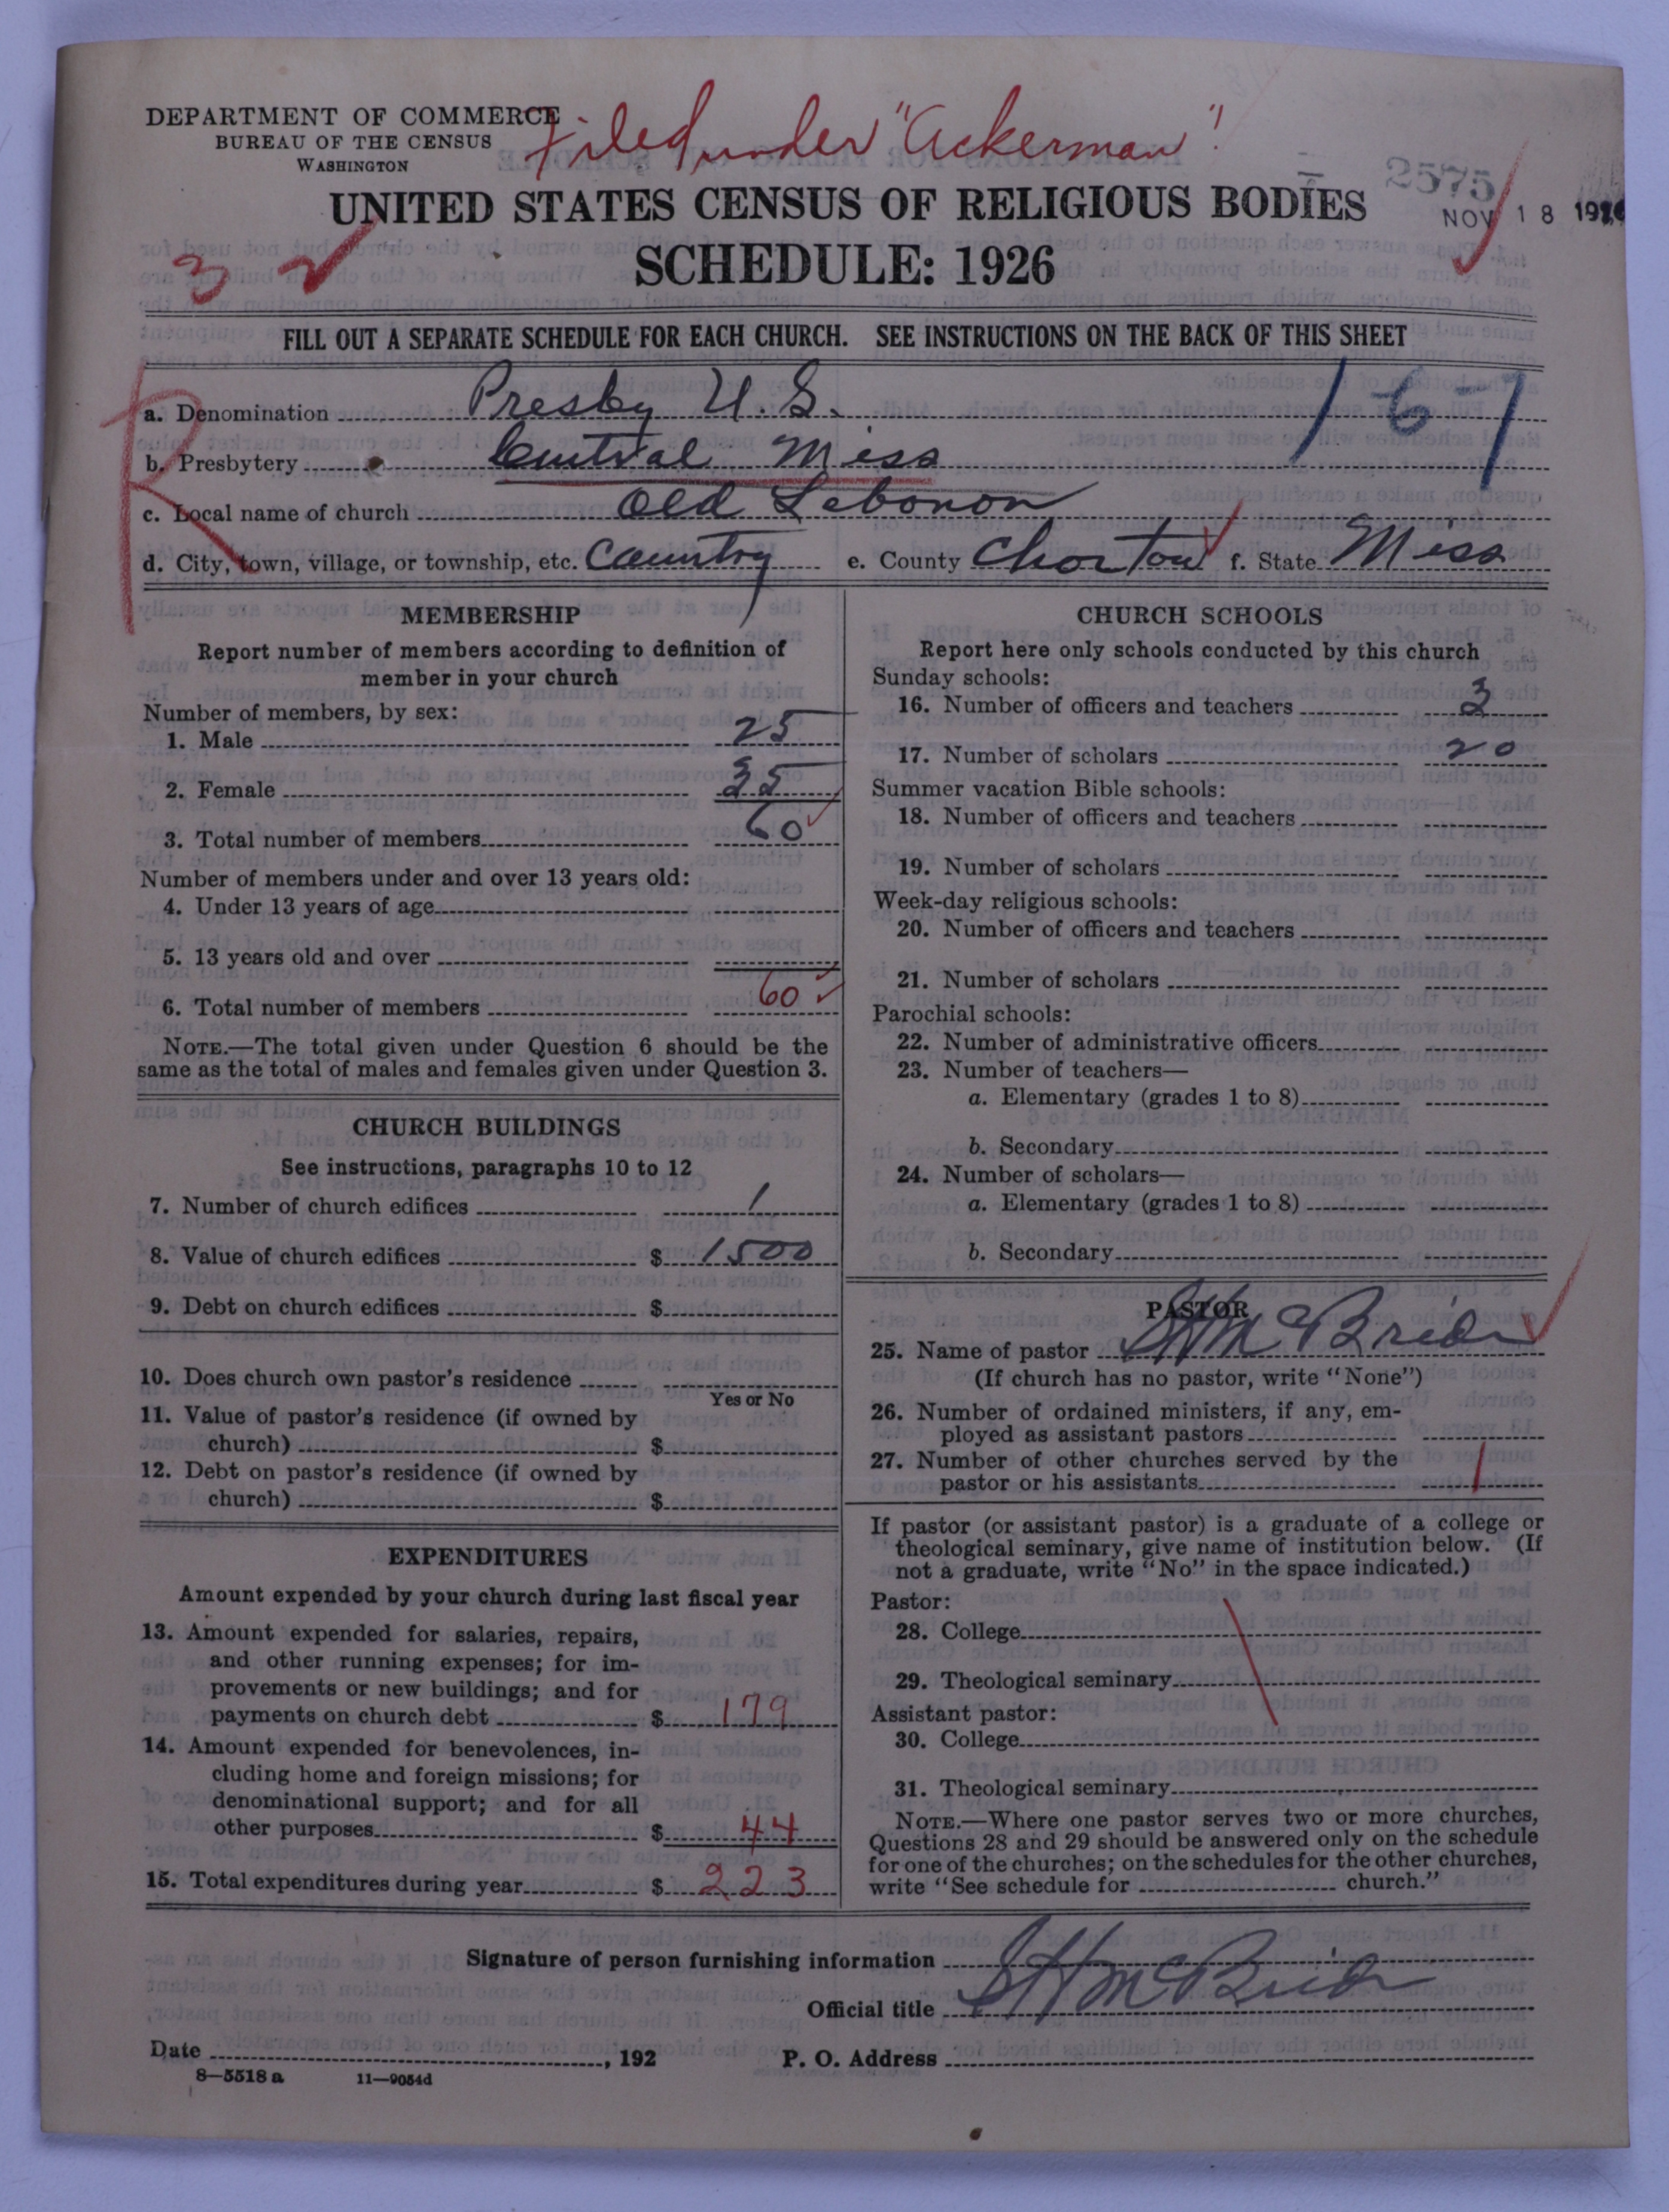 DEPARTMENT OF COMMERCE
BUREAU OF THE CENSUS
WASHINGTON
Filed under "Ackerman"
2575
NOV 18 1926
UNITED STATES CENSUS OF RELIGIOUS BODIES
SCHEDULE: 1926
3 2
FILL OUT A SEPARATE SCHEDULE FOR EACH CHURCH. SEE INSTRUCTIONS ON THE BACK OF THIS SHEET
R
a. Denomination Presby U.S. 1-6-7
b. Presbytery Central Miss
c. Local name of church Old Lebonon
d. City, town, village, or township, etc. Country e. County Choctaw f. State Miss
MEMBERSHIP
Report number of members according to definition of
member in your church
Number of members, by sex:
1. Male 25
2. Female 35
3. Total number of members 60
Number of members under and over 13 years old:
4. Under 13 years of age
5. 13 years old and over
6. Total number of members 60
NOTE.—The total given under Question 6 should be the
same as the total of males and females given under Question 3.
CHURCH BUILDINGS
See instructions, paragraphs 10 to 12
7. Number of church edifices 1
8. Value of church edifices $ 1500
9. Debt on church edifices $
10. Does church own pastor's residence
Yes or No
11. Value of pastor's residence (if owned by
church) $
12. Debt on pastor's residence (if owned by
church) $
EXPENDITURES
Amount expended by your church during last fiscal year
13. Amount expended for salaries, repairs,
and other running expenses; for im-
provements or new buildings; and for
payments on church debt $ 179
14. Amount expended for benevolences, in-
cluding home and foreign missions; for
denominational support; and for all
other purposes $ 44
15. Total expenditures during year $ 223
CHURCH SCHOOLS
Report here only schools conducted by this church
Sunday schools:
16. Number of officers and teachers 3
17. Number of scholars 20
Summer vacation Bible schools:
18. Number of officers and teachers
19. Number of scholars
Week-day religious schools:
20. Number of officers and teachers
21. Number of scholars
Parochial schools:
22. Number of administrative officers
23. Number of teachers—
a. Elementary (grades 1 to 8)
b. Secondary
24. Number of scholars—
a. Elementary (grades 1 to 8)
b. Secondary
PASTOR
25. Name of pastor S H McBride
(If church has no pastor, write "None")
26. Number of ordained ministers, if any, em-
ployed as assistant pastors
27. Number of other churches served by the
pastor or his assistants 1
If pastor (or assistant pastor) is a graduate of a college or
theological seminary, give name of institution below. (If
not a graduate, write "No" in the space indicated.)
Pastor:
28. College
29. Theological seminary
Assistant pastor:
30. College
31. Theological seminary
NOTE.—Where one pastor serves two or more churches,
Questions 28 and 29 should be answered only on the schedule
for one of the churches; on the schedules for the other churches,
write "See schedule for church."
Signature of person furnishing information S H McBride
Official title
Date , 192 P. O. Address
8—5518 a 11—9054d